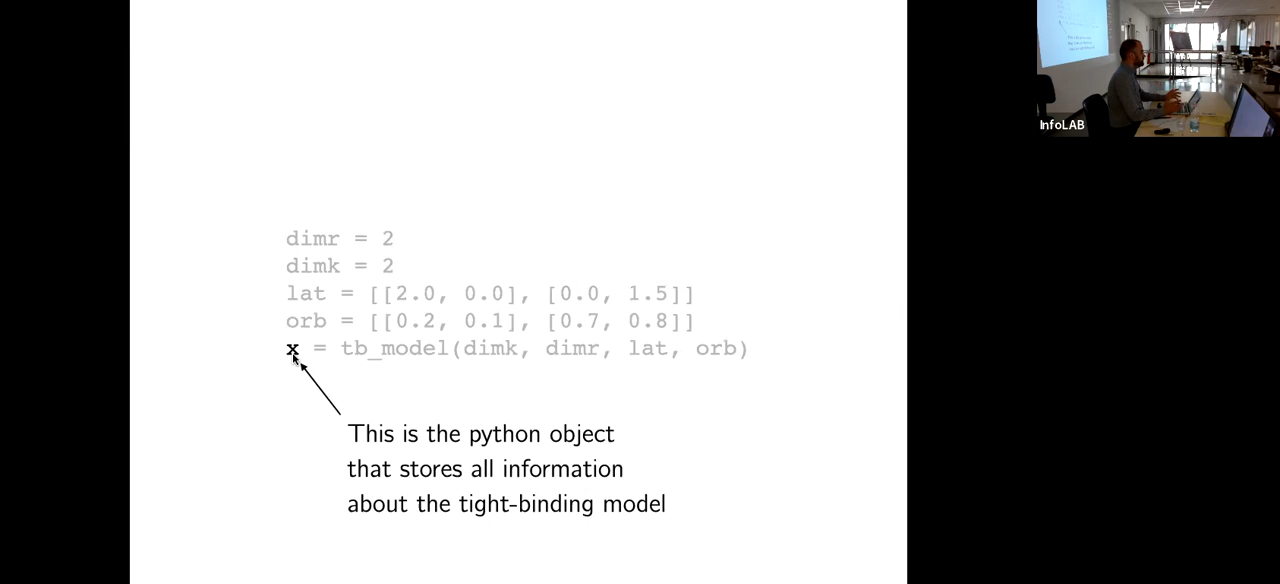 dimr = 2
dimk = 2
lat = [[2.0, 0.0], [0.0, 1.5]]
orb = [[0.2, 0.1], [0.7, 0.8]]
x = tb_model(dimk, dimr, lat, orb)
This is the python object
that stores all information
about the tight-binding model
InfoLAB